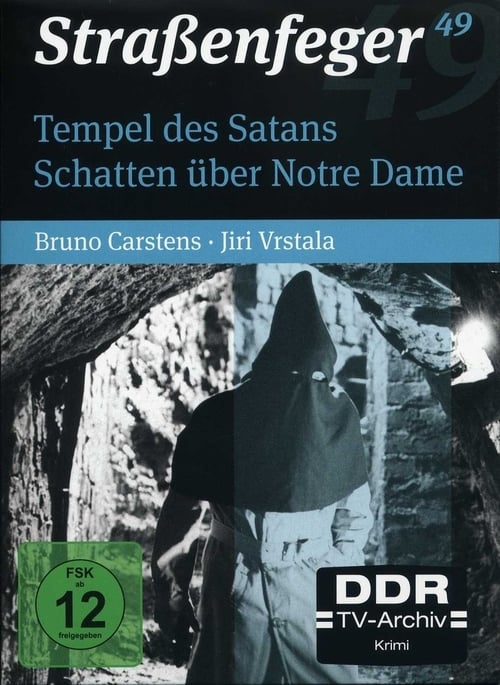 Straßenfeger 49
Tempel des Satans
Schatten über Notre Dame
Bruno Carstens · Jiri Vrstala
FSK
ab
12
freigegeben
DDR
TV-Archiv
Krimi